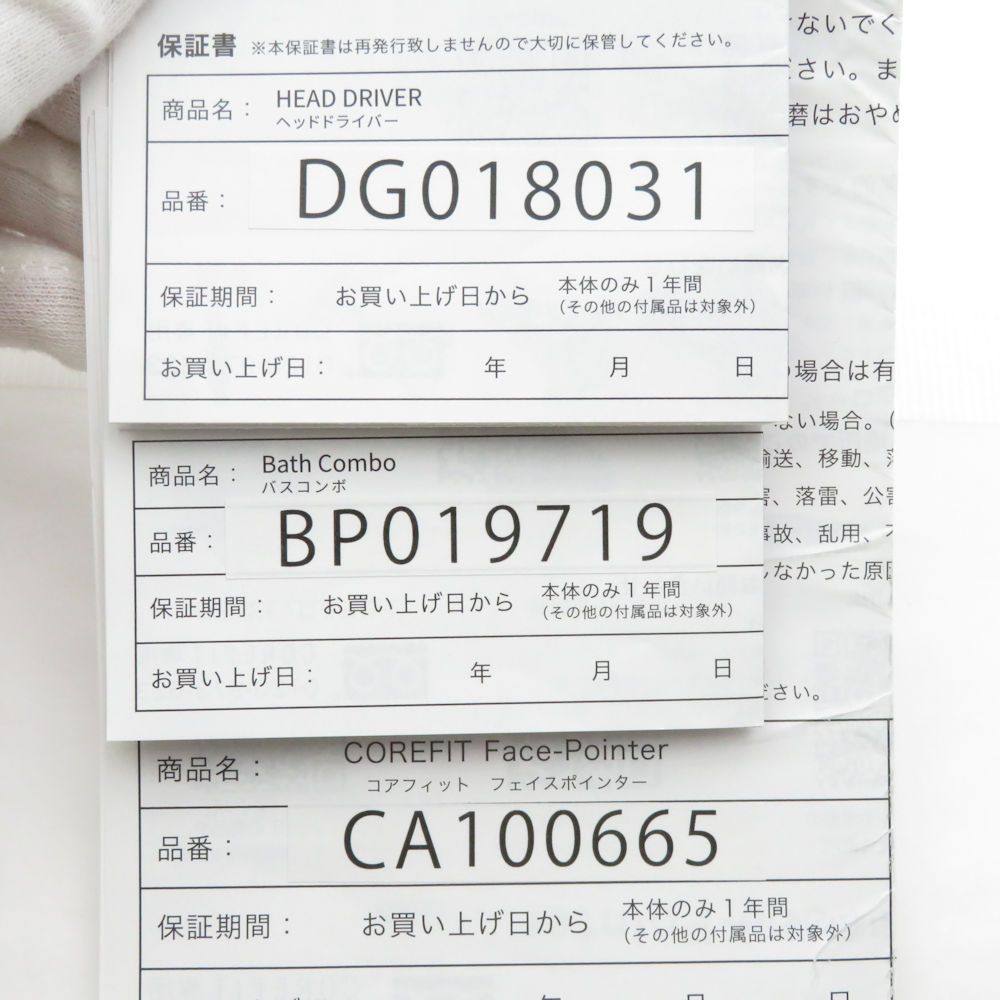 保証書 ※本保証書は再発行致しませんので大切に保管してください。
商品名： HEAD DRIVER
ヘッドドライバー
品番： DG018031
保証期間： お買い上げ日から 本体のみ1年間
（その他の付属品は対象外）
お買い上げ日： 年 月 日
商品名： Bath Combo
バスコンボ
品番： BP019719
保証期間： お買い上げ日から 本体のみ1年間
（その他の付属品は対象外）
お買い上げ日： 年 月 日
商品名： COREFIT Face-Pointer
コアフィット フェイスポインター
品番： CA100665
保証期間： お買い上げ日から 本体のみ1年間
（その他の付属品は対象外）
ないでく
さい。ま
磨はおやめ
場合は有
ない場合。（
輸送、移動、落
害、落雷、公害
事故、乱用、不
しなかった原因
ださい。